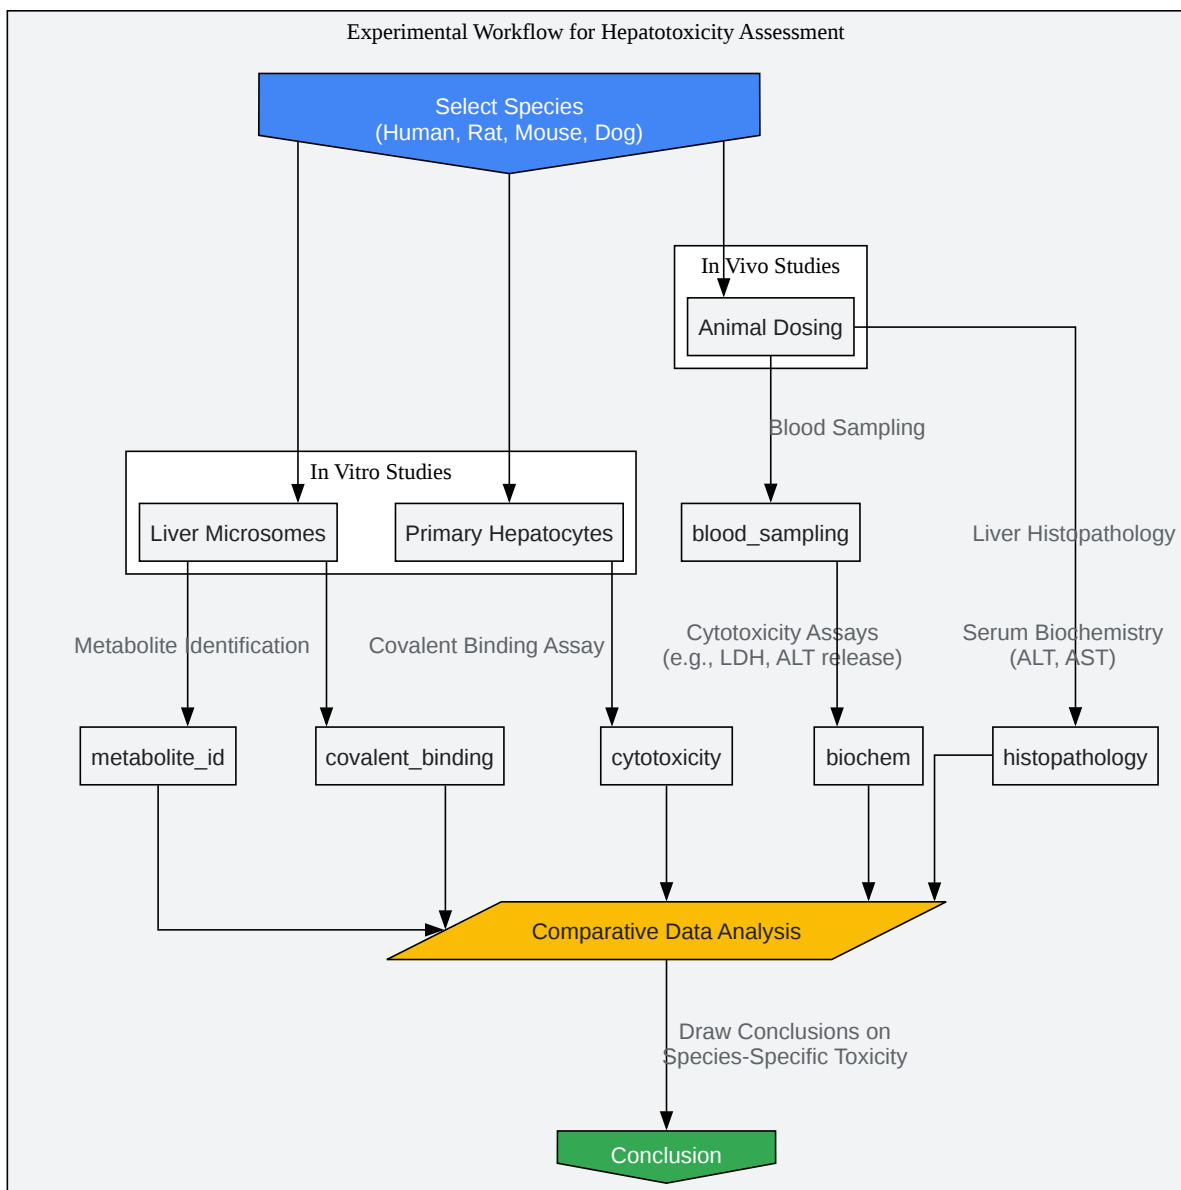 Experimental Workflow for Hepatotoxicity Assessment
Select Species
(Human, Rat, Mouse, Dog)
In Vivo Studies
Animal Dosing
Blood Sampling
In Vitro Studies
Liver Microsomes
Primary Hepatocytes
blood_sampling
Liver Histopathology
Metabolite Identification
Covalent Binding Assay
Cytotoxicity Assays
(e.g., LDH, ALT release)
Serum Biochemistry
(ALT, AST)
metabolite_id
covalent_binding
cytotoxicity
biochem
histopathology
Comparative Data Analysis
Draw Conclusions on
Species-Specific Toxicity
Conclusion